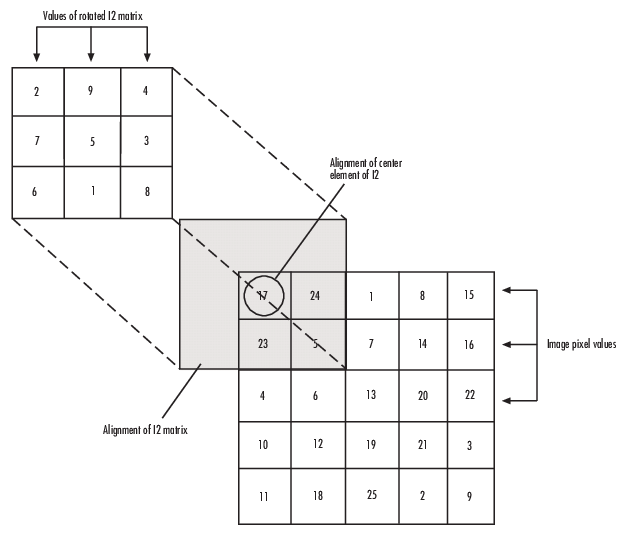 Values of rotated I2 matrix
2 9 4
7 5 3
6 1 8
Alignment of center
element of I2
17 24 1 8 15
23 5 7 14 16
Image pixel values
4 6 13 20 22
Alignment of I2 matrix
10 12 19 21 3
11 18 25 2 9